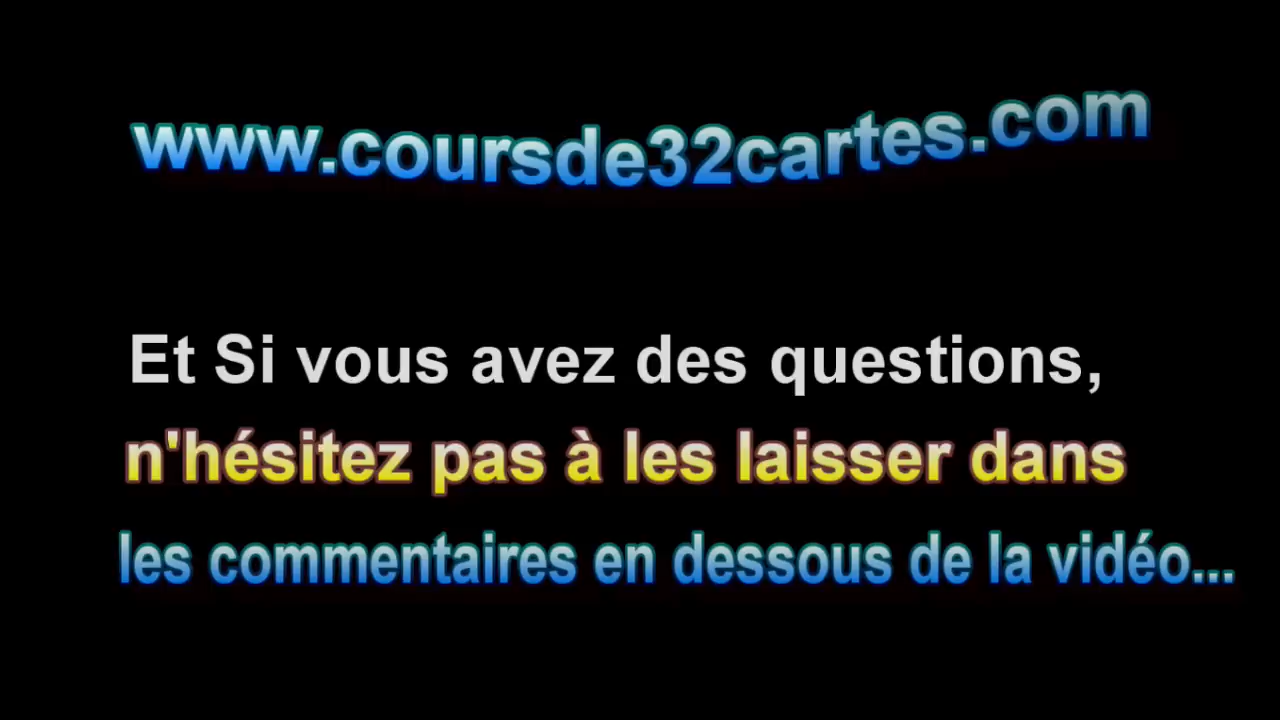 www.coursde32cartes.com
Et Si vous avez des questions,
n'hésitez pas à les laisser dans
les commentaires en dessous de la vidéo...